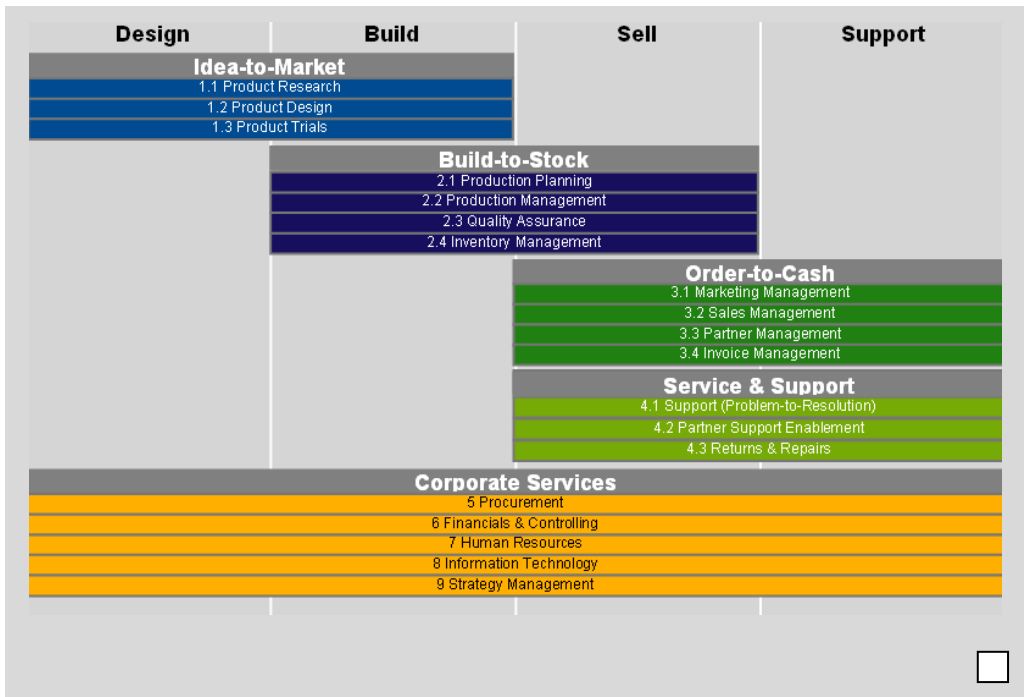 Design Build Sell Support
Idea-to-Market
1.1 Product Research
1.2 Product Design
1.3 Product Trials
Build-to-Stock
2.1 Production Planning
2.2 Production Management
2.3 Quality Assurance
2.4 Inventory Management
Order-to-Cash
3.1 Marketing Management
3.2 Sales Management
3.3 Partner Management
3.4 Invoice Management
Service & Support
4.1 Support (Problem-to-Resolution)
4.2 Partner Support Enablement
4.3 Returns & Repairs
Corporate Services
5 Procurement
6 Financials & Controlling
7 Human Resources
8 Information Technology
9 Strategy Management